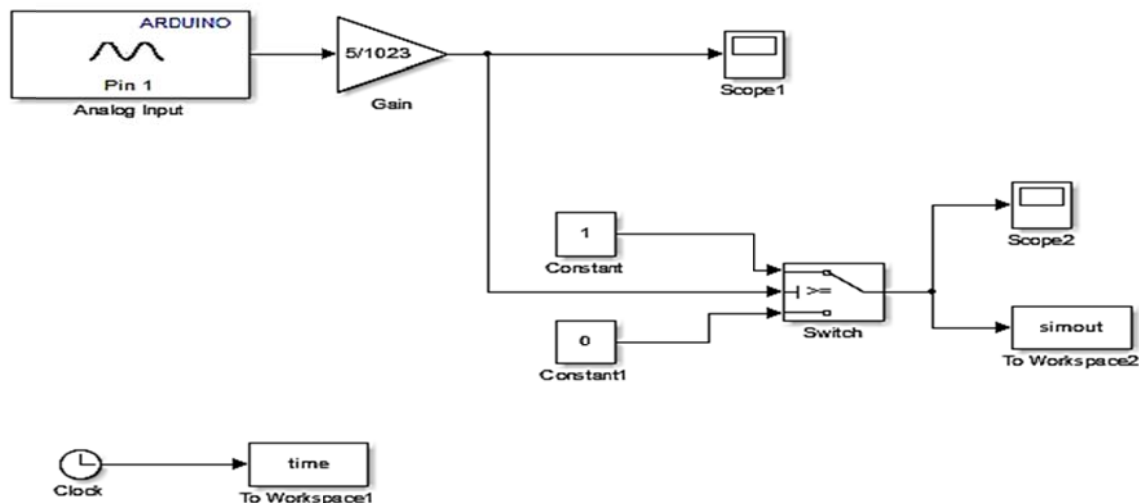 ARDUINO
Pin 1
Analog Input
5/1023
Gain
Scope1
1
Constant
0
Constant1
>=
Switch
Scope2
simout
To Workspace2
Clock
time
To Workspace1